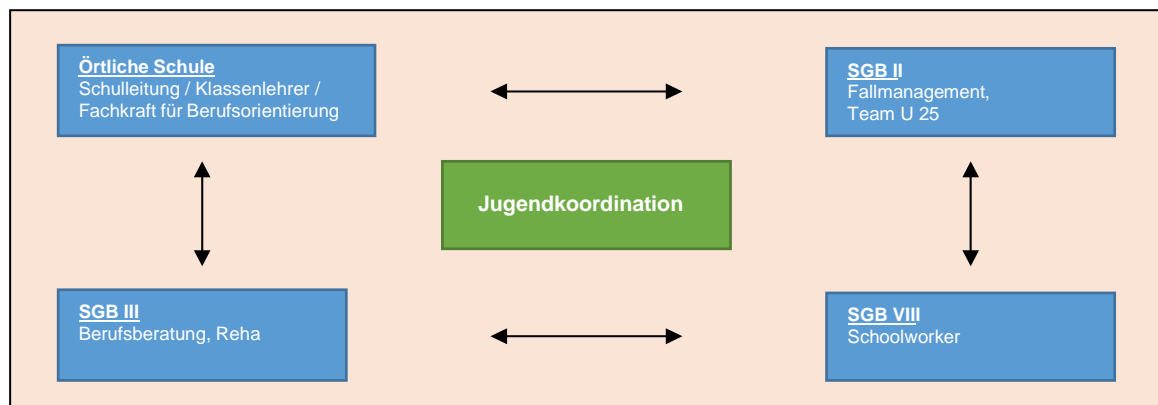 Örtliche Schule
Schulleitung / Klassenlehrer /
Fachkraft für Berufsorientierung
SGB II
Fallmanagement,
Team U 25
Jugendkoordination
SGB III
Berufsberatung, Reha
SGB VIII
Schoolworker